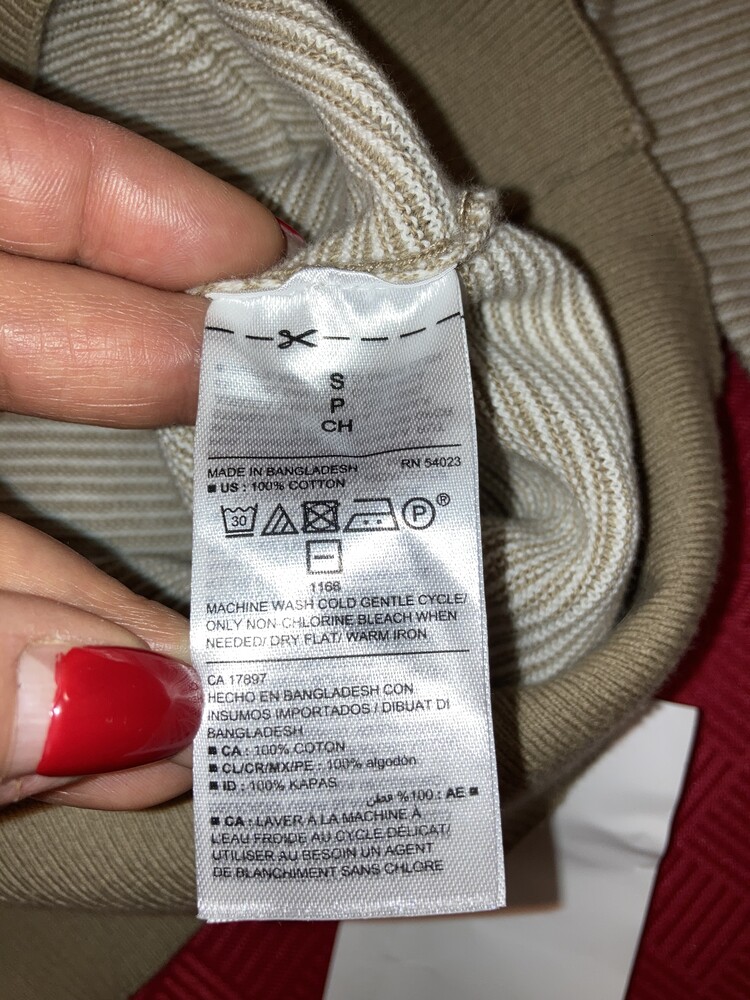 S
P
CH
MADE IN BANGLADESH RN 54023
■ US : 100% COTTON
30 P®
1168
MACHINE WASH COLD GENTLE CYCLE/
ONLY NON-CHLORINE BLEACH WHEN
NEEDED/ DRY FLAT/ WARM IRON
CA 17897
HECHO EN BANGLADESH CON
INSUMOS IMPORTADOS / DIBUAT DI
BANGLADESH
■ CA : 100% COTON
■ CL/CR/MX/PE : 100% algodón
■ ID : 100% KAPAS
■ AE : 100% قطن
■ CA : LAVER À LA MACHINE À
L'EAU FROIDE AU CYCLE DÉLICAT/
UTILISER AU BESOIN UN AGENT
DE BLANCHIMENT SANS CHLORE